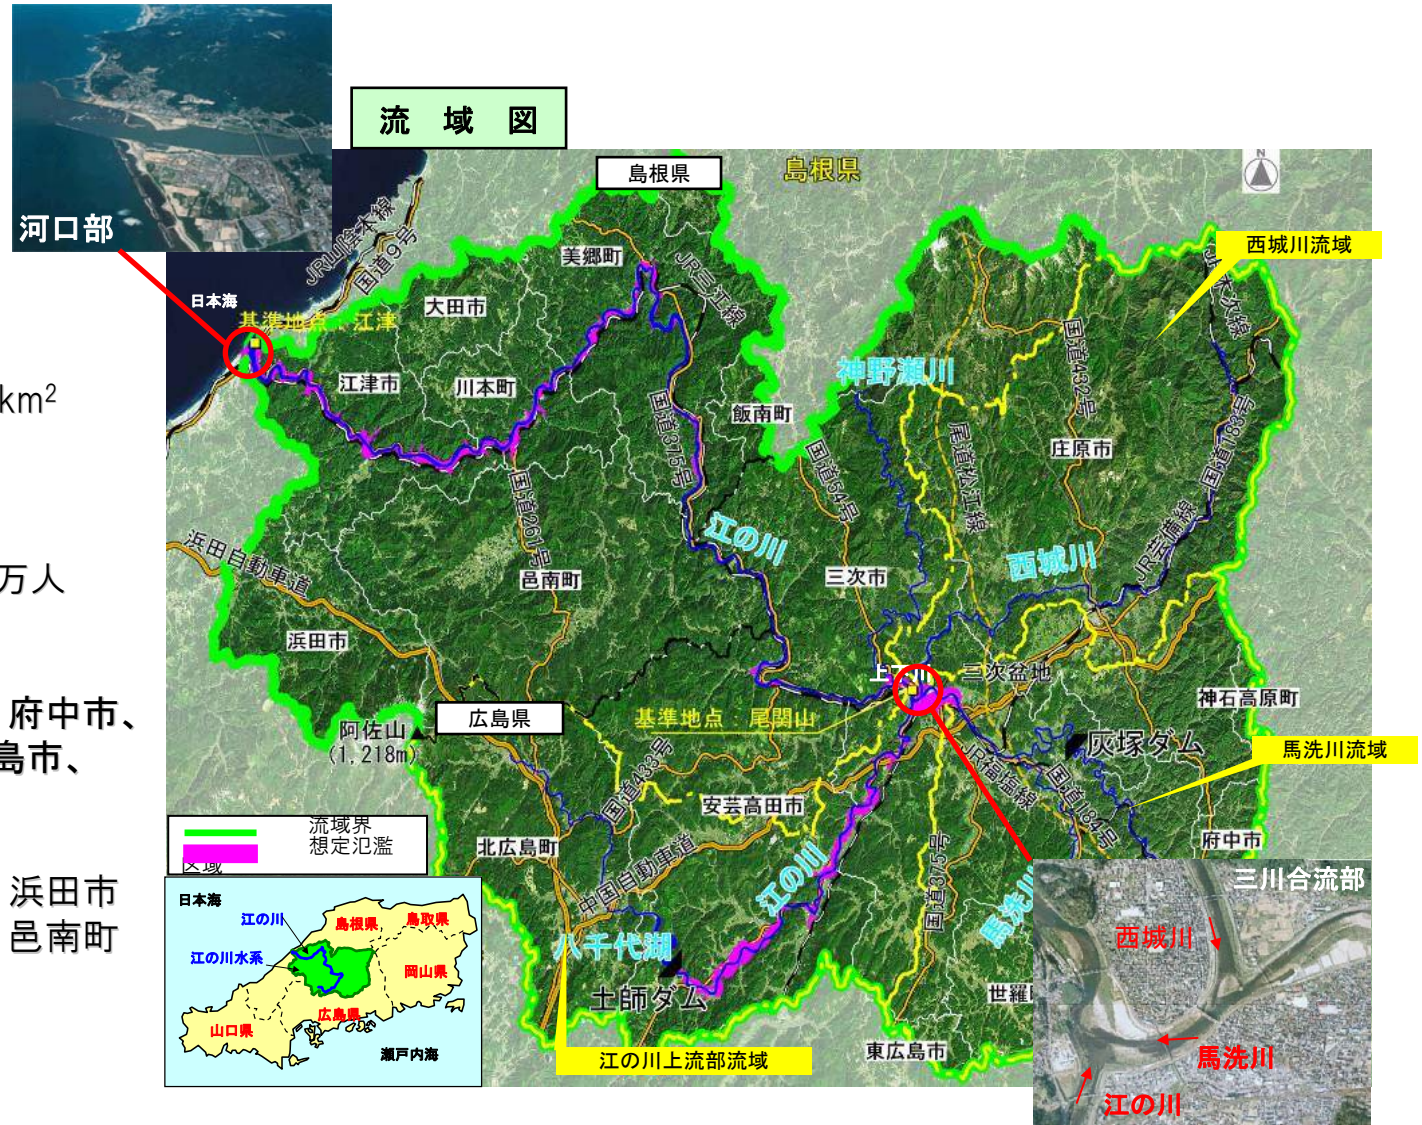 流域図
河口部
島根県
島根県
N
西城川流域
JR山陰本線
国道9号
美郷町
JR三江線
大田市
日本海
基準地点:江津
江津市
川本町
神野瀬川
国道432号
国道375号
飯南町
km²
国道183号
尾道松江線
庄原市
国道54号
国道261号
江の川
JR芸備線
浜田自動車道
西城川
邑南町
三次市
万人
浜田市
三次盆地
神石高原町
府中市、
広島県
基準地点:尾関山
阿佐山
(1,218m)
灰塚ダム
馬洗川流域
島市、
国道433号
JR福塩線
国道184号
安芸高田市
流域界
想定氾濫
区域
北広島町
府中市
中国自動車道
江の川
国道375号
三川合流部
浜田市
邑南町
日本海
江の川
島根県
鳥取県
江の川水系
岡山県
広島県
山口県
瀬戸内海
八千代湖
土師ダム
馬洗川
西城川
世羅
江の川上流部流域
東広島市
馬洗川
江の川